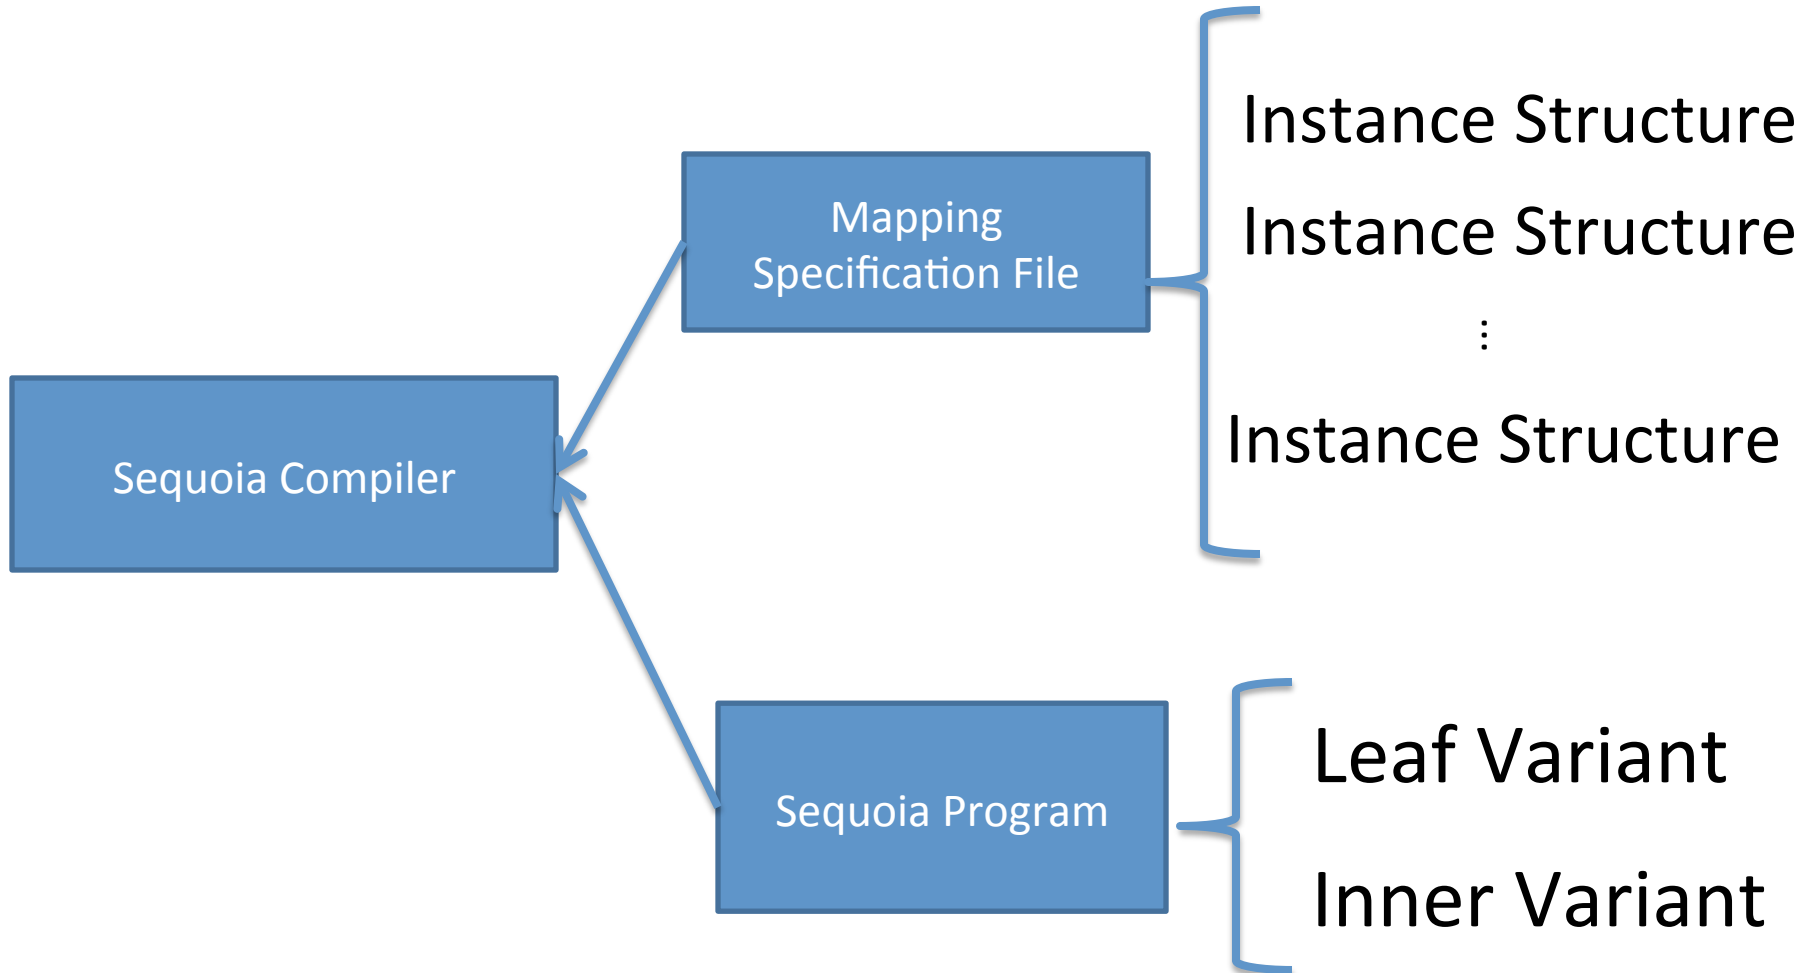 Instance Structure
Mapping
Specification File
Instance Structure
⋮
Instance Structure
Sequoia Compiler
Sequoia Program
Leaf Variant
Inner Variant